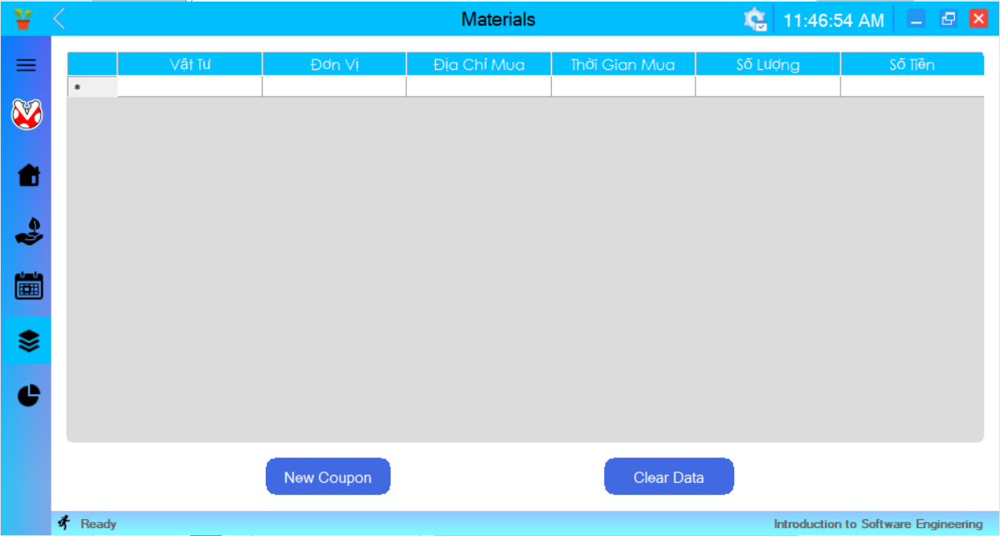 Materials
11:46:54 AM
Vật Tư Đơn Vị Địa Chỉ Mua Thời Gian Mua Số Lượng Số Tiền
*
New Coupon Clear Data
Ready Introduction to Software Engineering